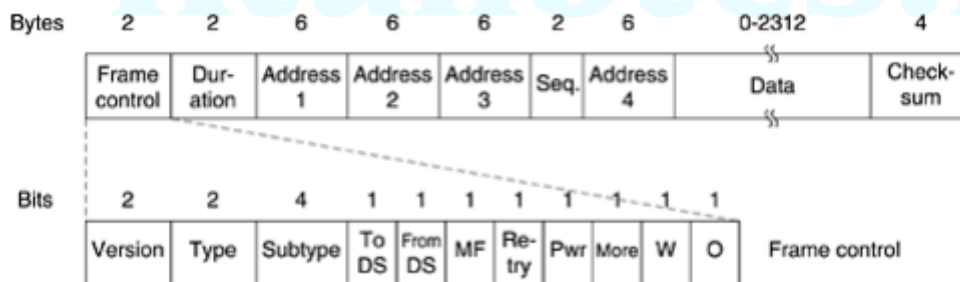 Bytes 2 2 6 6 6 2 6 0-2312 4
Frame control Dur-ation Address 1 Address 2 Address 3 Seq. Address 4 Data Check-sum
Bits 2 2 4 1 1 1 1 1 1 1 1
Version Type Subtype To DS From DS MF Re-try Pwr More W O Frame control